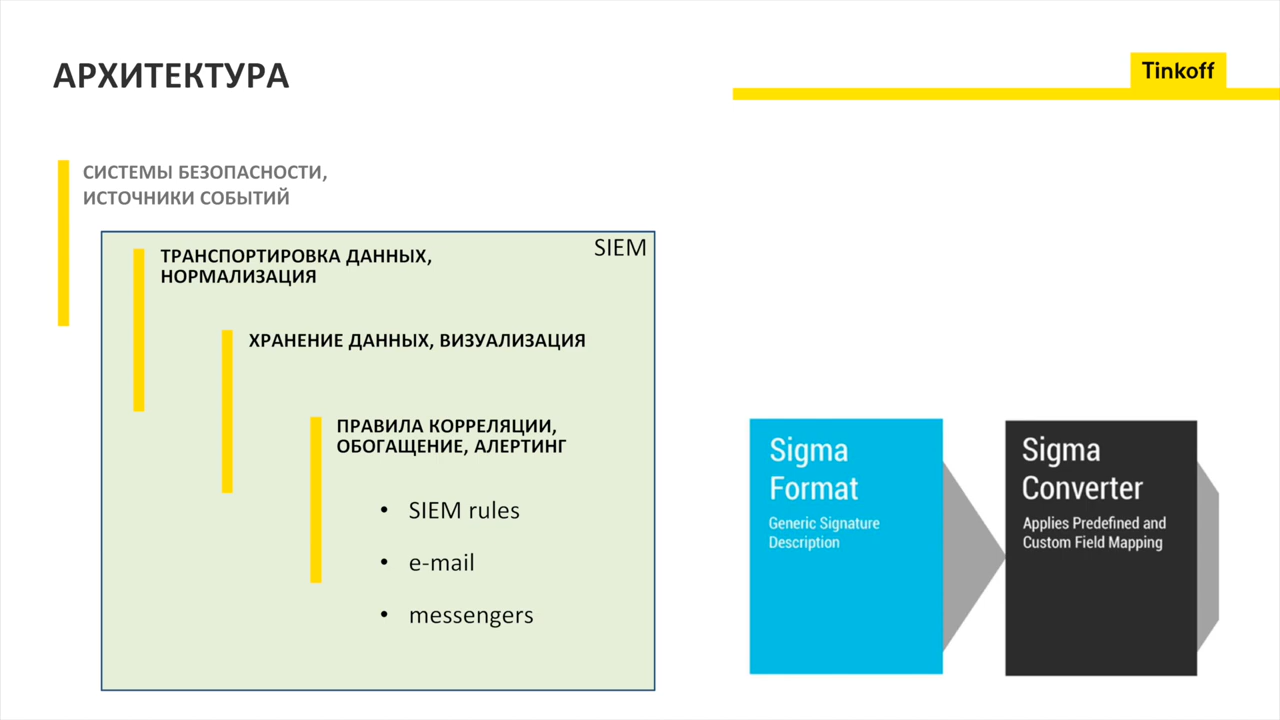 АРХИТЕКТУРА
Tinkoff
СИСТЕМЫ БЕЗОПАСНОСТИ,
ИСТОЧНИКИ СОБЫТИЙ
SIEM
ТРАНСПОРТИРОВКА ДАННЫХ,
НОРМАЛИЗАЦИЯ
ХРАНЕНИЕ ДАННЫХ, ВИЗУАЛИЗАЦИЯ
ПРАВИЛА КОРРЕЛЯЦИИ,
ОБОГАЩЕНИЕ, АЛЕРТИНГ
• SIEM rules
• e-mail
• messengers
Sigma
Format
Generic Signature
Description
Sigma
Converter
Applies Predefined and
Custom Field Mapping